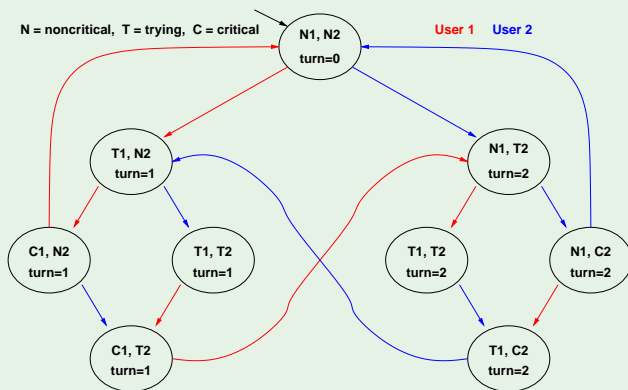 N = noncritical, T = trying, C = critical
User 1 User 2
N1, N2
turn=0
T1, N2
turn=1
N1, T2
turn=2
C1, N2
turn=1
T1, T2
turn=1
T1, T2
turn=2
N1, C2
turn=2
C1, T2
turn=1
T1, C2
turn=2